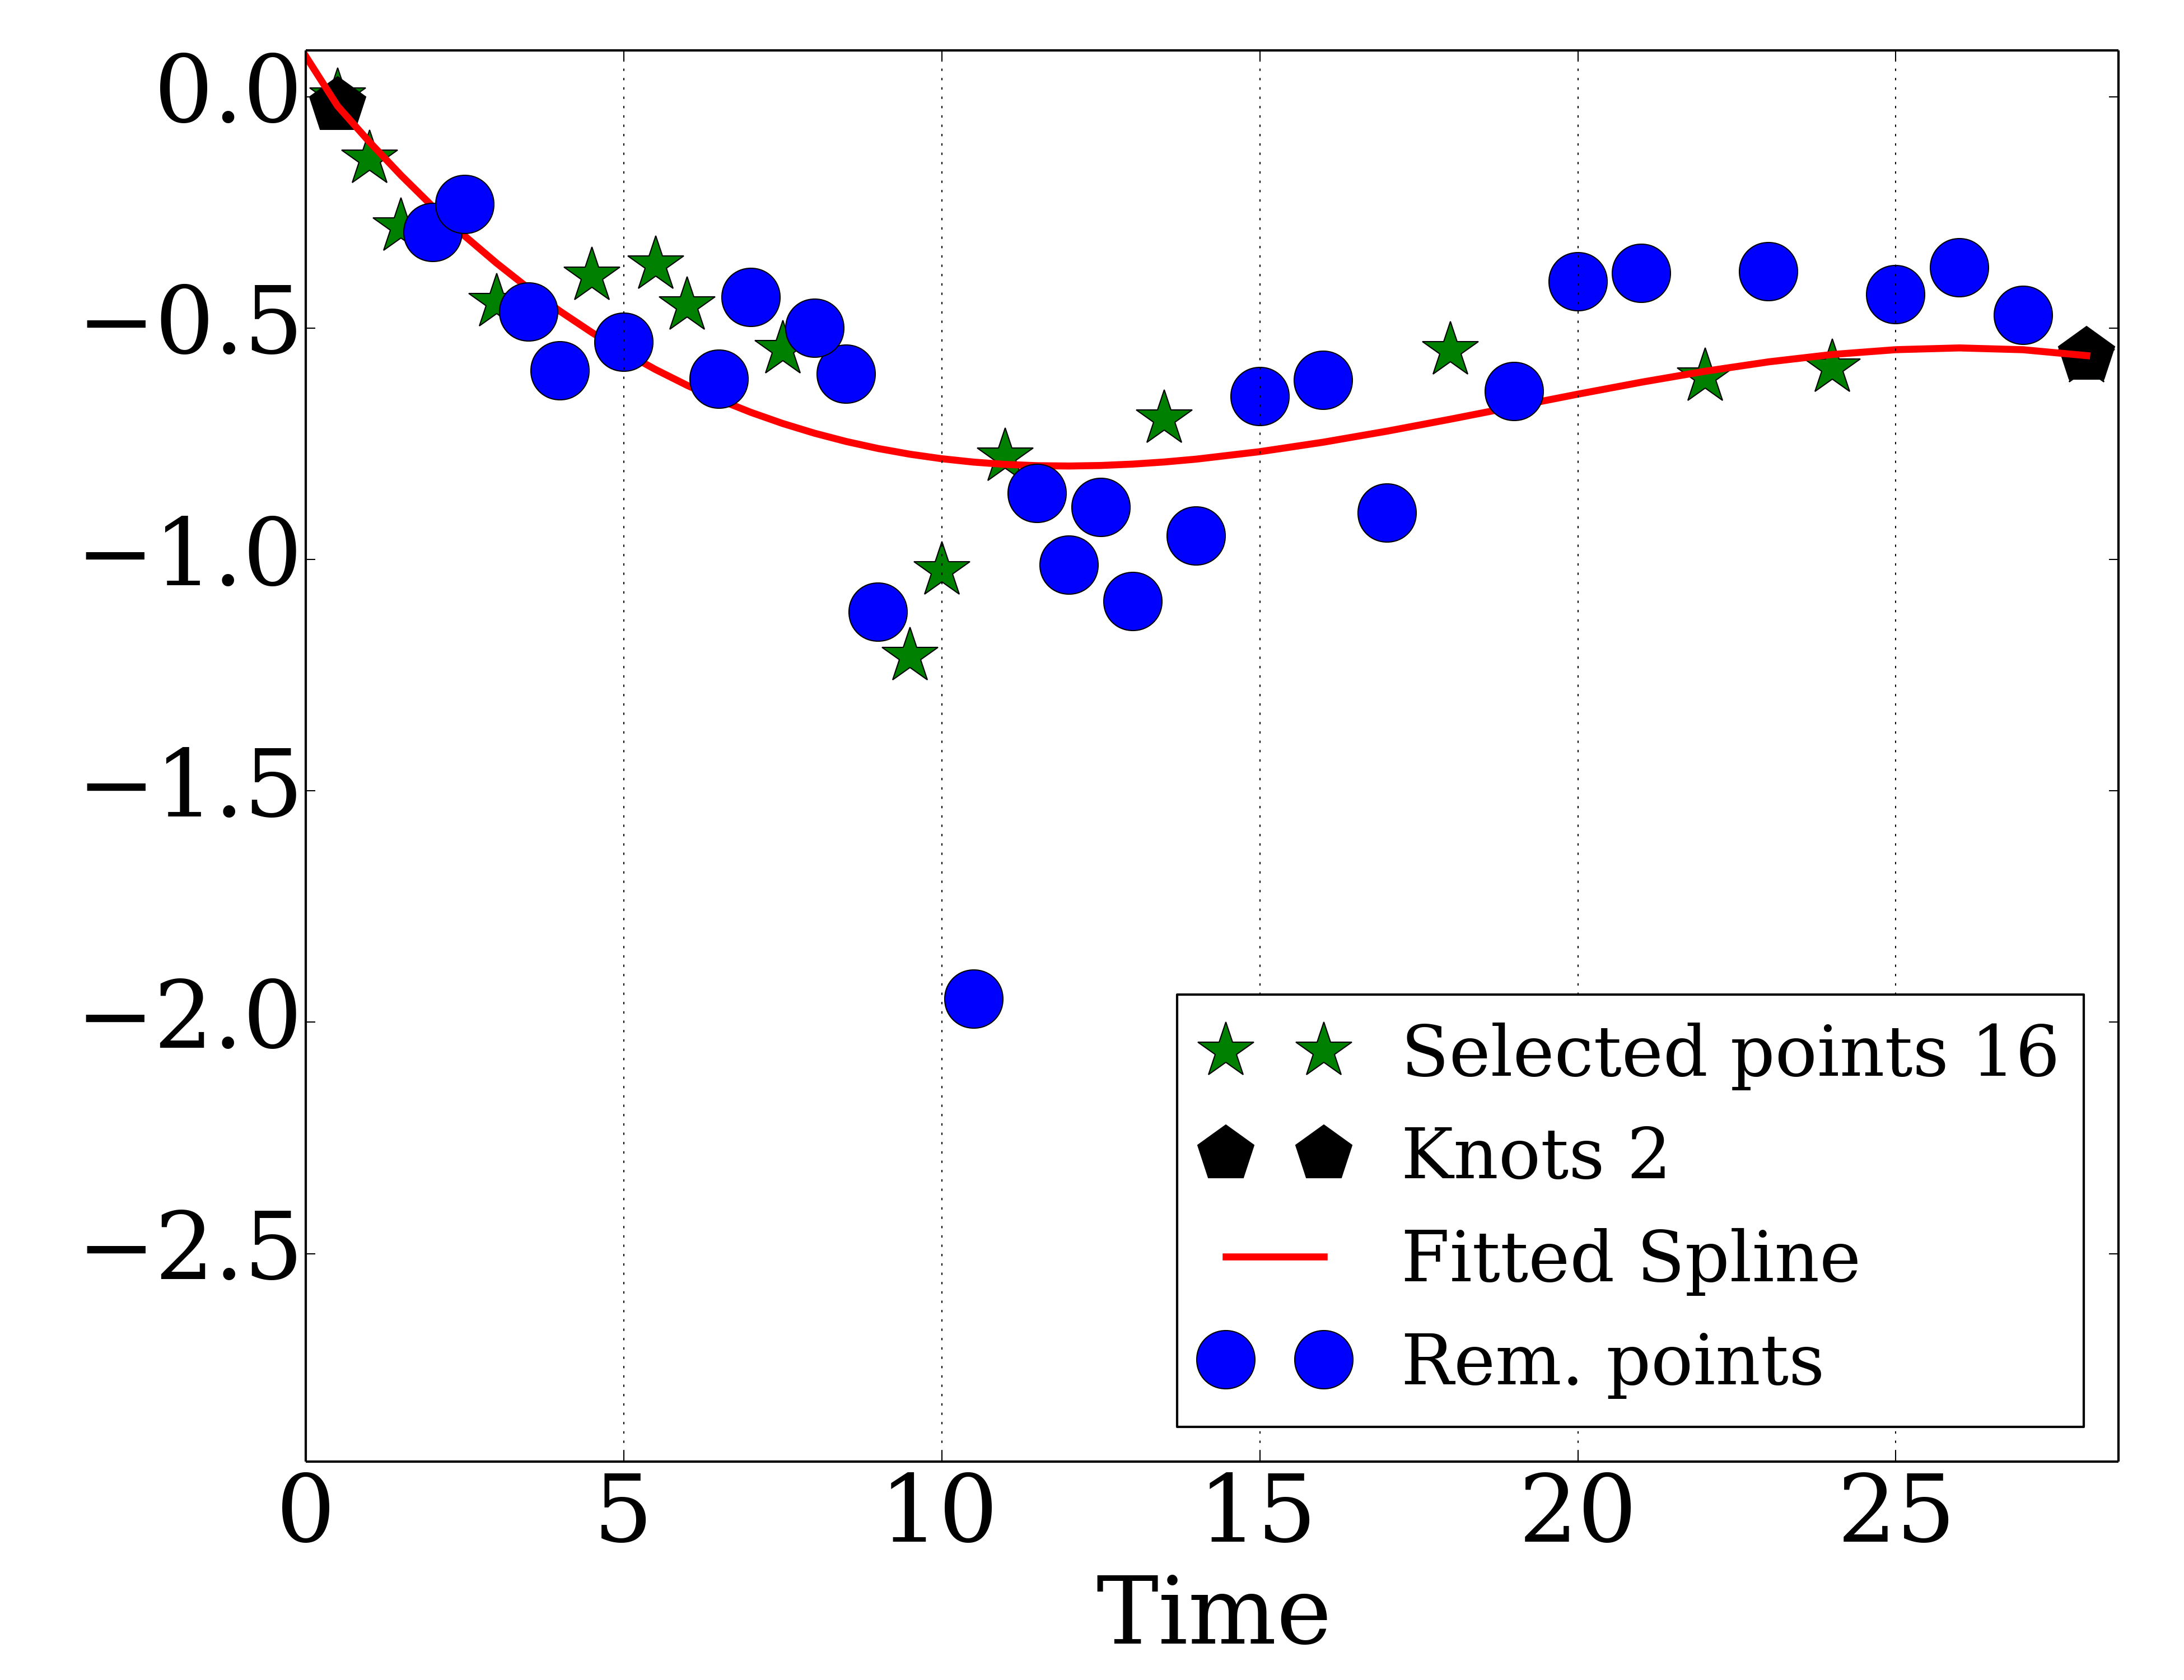 0.0
−0.5
−1.0
−1.5
−2.0
−2.5
Selected points 16
Knots 2
Fitted Spline
Rem. points
0 5 10 15 20 25
Time